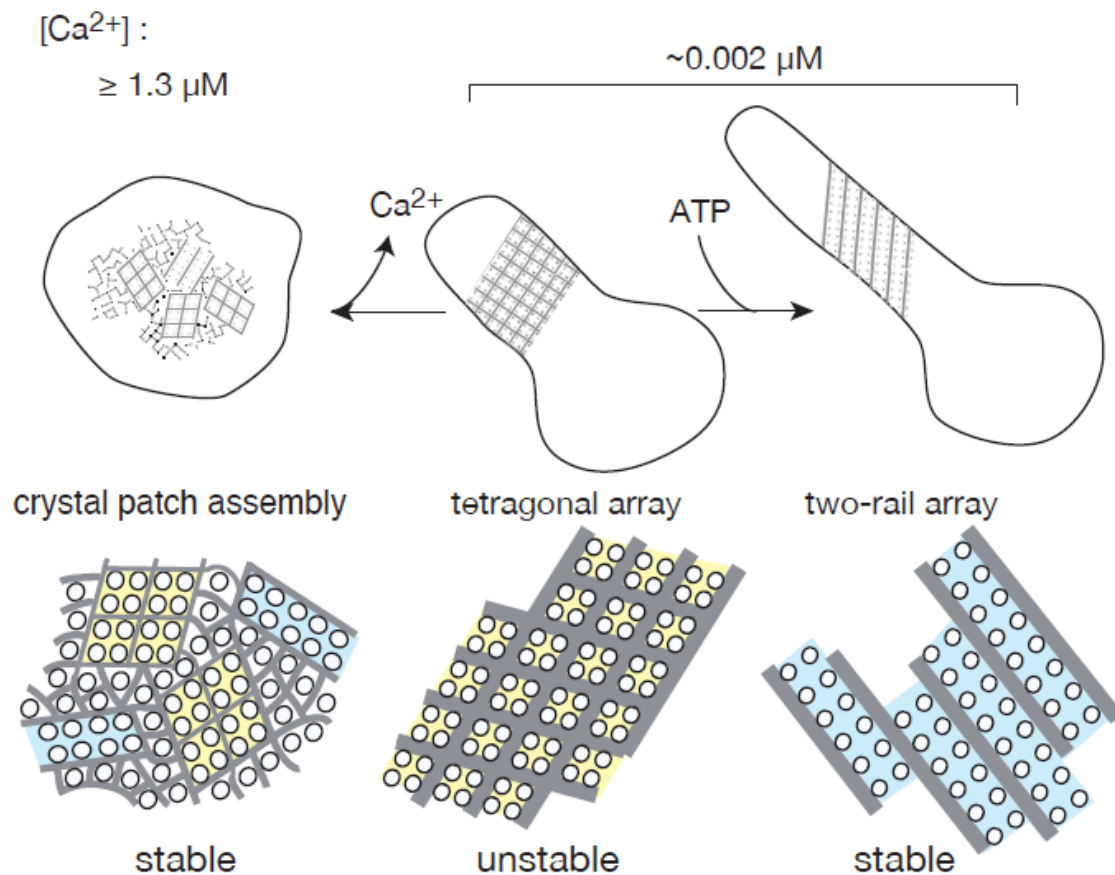 [Ca²⁺] :
≥ 1.3 μM
~0.002 μM
Ca²⁺
ATP
crystal patch assembly
tetragonal array
two-rail array
stable
unstable
stable